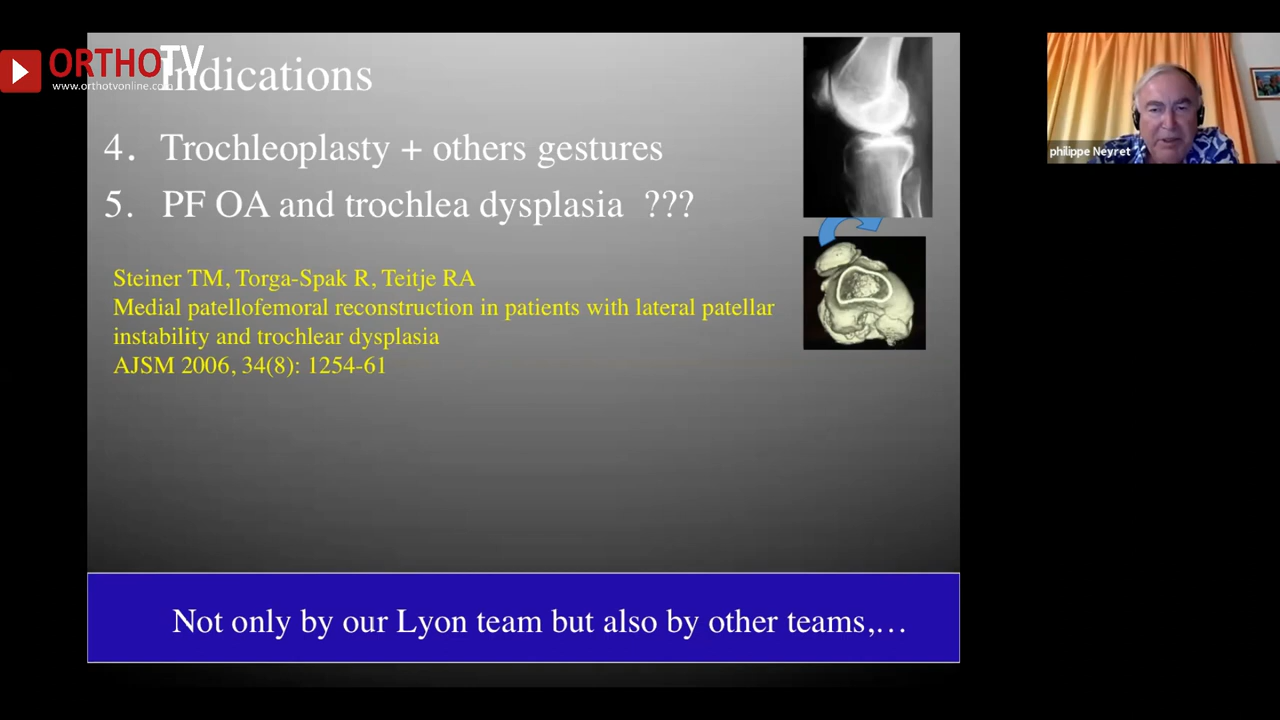 ORTHOTV
www.orthotvonline.com
Indications
4. Trochleoplasty + others gestures
5. PF OA and trochlea dysplasia ???
Steiner TM, Torga-Spak R, Teitje RA
Medial patellofemoral reconstruction in patients with lateral patellar
instability and trochlear dysplasia
AJSM 2006, 34(8): 1254-61
Not only by our Lyon team but also by other teams,…
philippe Neyret